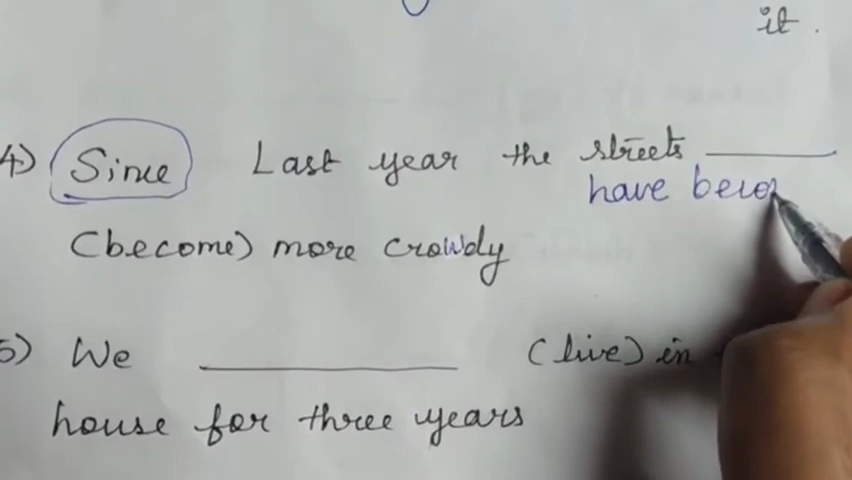 it.
4) Since Last year the streets ______
have beco
(become) more crowdy
5) We ______ (live) in
house for three years